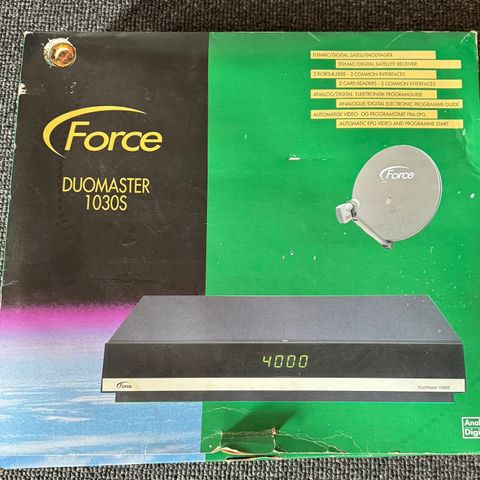 Force
DUOMASTER
1030S
D2MAC/DIGITAL SATELLITMODTAGER
D2MAC/DIGITAL SATELLITE RECEIVER
2 KORTLÆSERE - 2 COMMON INTERFACES
2 CARD READERS - 2 COMMON INTERFACES
ANALOG/DIGITAL ELEKTRONISK PROGRAMGUIDE
ANALOGUE/DIGITAL ELECTRONIC PROGRAMME GUIDE
AUTOMATISK VIDEO- OG PROGRAMSTART FRA EPG
AUTOMATIC EPG VIDEO AND PROGRAMME START
Force
4000
Force
DuoMaster 1030S